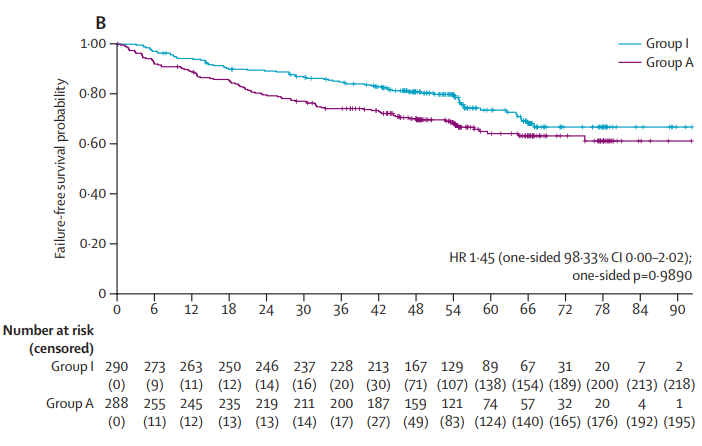 B
1·00
0·80
0·60
0·40
0·20
0
Failure-free survival probability
Group I
Group A
HR 1·45 (one-sided 98·33% CI 0·00–2·02);
one-sided p=0·9890
0 6 12 18 24 30 36 42 48 54 60 66 72 78 84 90
Number at risk
(censored)
Group I 290 273 263 250 246 237 228 213 167 129 89 67 31 20 7 2
(0) (9) (11) (12) (14) (16) (20) (30) (71) (107) (138) (154) (189) (200) (213) (218)
Group A 288 255 245 235 219 211 200 187 159 121 74 57 32 20 4 1
(0) (11) (12) (13) (13) (14) (17) (27) (49) (83) (124) (140) (165) (176) (192) (195)